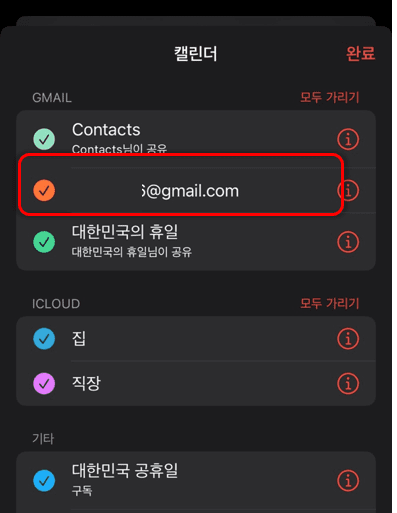 캘린더
완료
GMAIL
모두 가리기
Contacts
Contacts님이 공유
@gmail.com
대한민국의 휴일
대한민국의 휴일님이 공유
ICLOUD
모두 가리기
집
직장
기타
대한민국 공휴일
구독